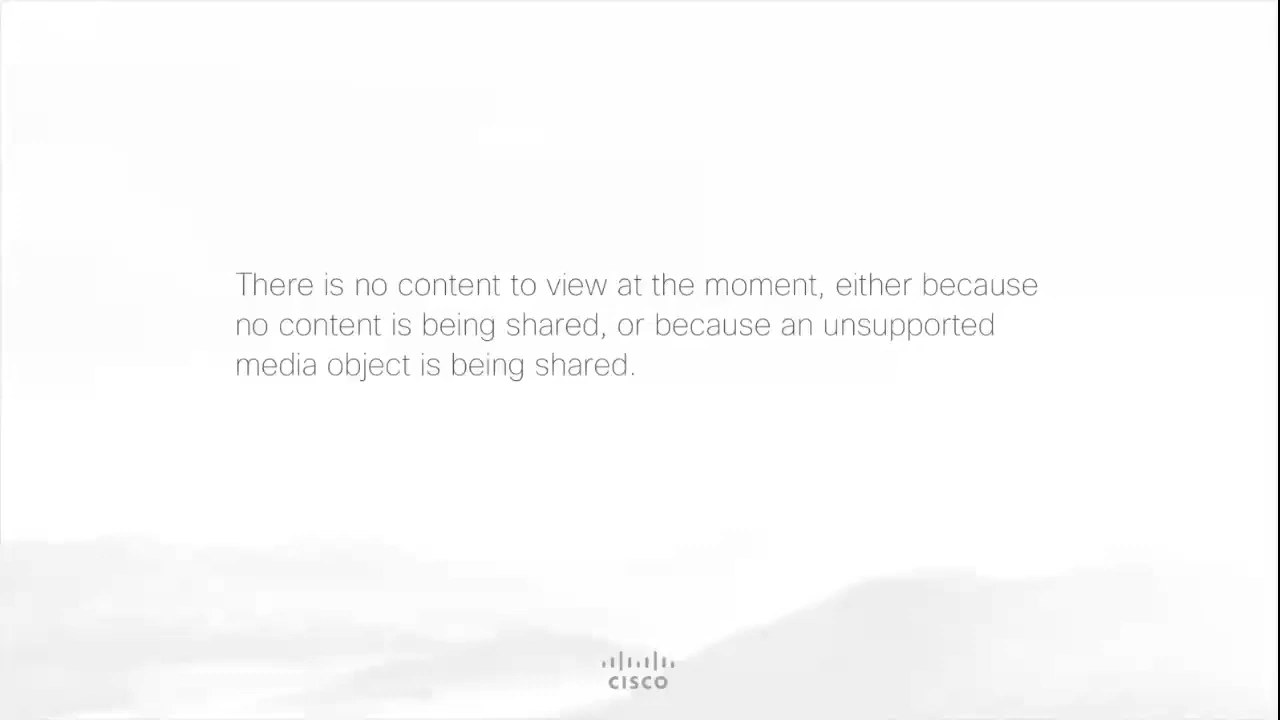 There is no content to view at the moment, either because
no content is being shared, or because an unsupported
media object is being shared.
CISCO